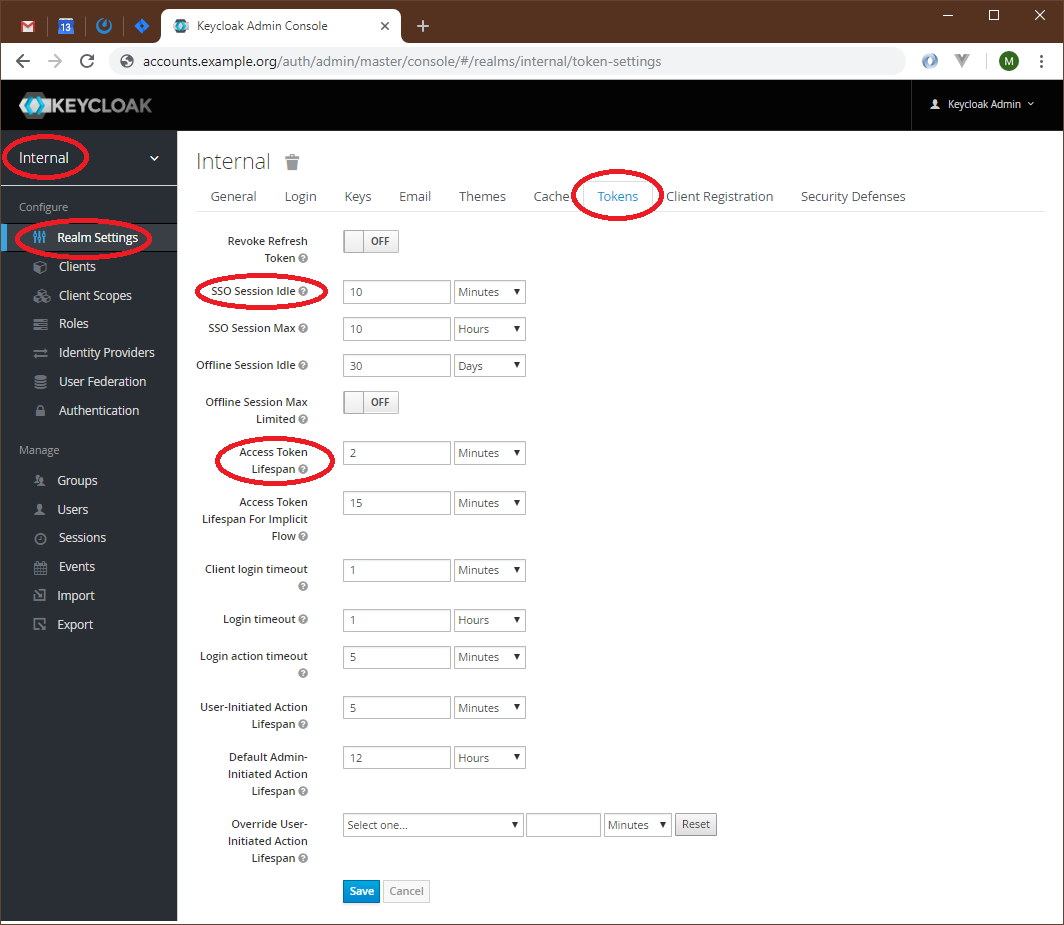 13
Keycloak Admin Console
accounts.example.org/auth/admin/master/console/#/realms/internal/token-settings
M
KEYCLOAK
Keycloak Admin
Internal
Configure
Realm Settings
Clients
Client Scopes
Roles
Identity Providers
User Federation
Authentication
Manage
Groups
Users
Sessions
Events
Import
Export
Internal
General Login Keys Email Themes Cache Tokens Client Registration Security Defenses
Revoke Refresh
Token
OFF
SSO Session Idle 10 Minutes
SSO Session Max 10 Hours
Offline Session Idle 30 Days
Offline Session Max
Limited
OFF
Access Token
Lifespan
2 Minutes
Access Token
Lifespan For Implicit
Flow
15 Minutes
Client login timeout 1 Minutes
Login timeout 1 Hours
Login action timeout 5 Minutes
User-Initiated Action
Lifespan
5 Minutes
Default Admin-
Initiated Action
Lifespan
12 Hours
Override User-
Initiated Action
Lifespan
Select one... Minutes Reset
Save Cancel